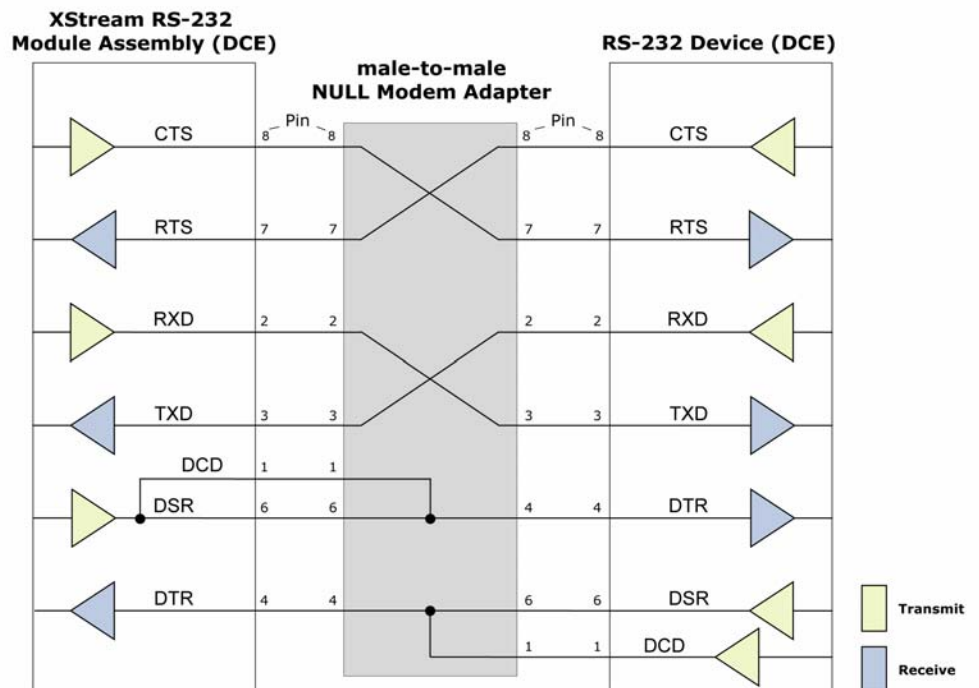 XStream RS-232
Module Assembly (DCE)
RS-232 Device (DCE)
male-to-male
NULL Modem Adapter
CTS 8 Pin 8 8 Pin 8 CTS
RTS 7 7 7 7 RTS
RXD 2 2 2 2 RXD
TXD 3 3 3 3 TXD
DCD 1 1
DSR 6 6 4 4 DTR
DTR 4 4 6 6 DSR
1 1 DCD
Transmit
Receive